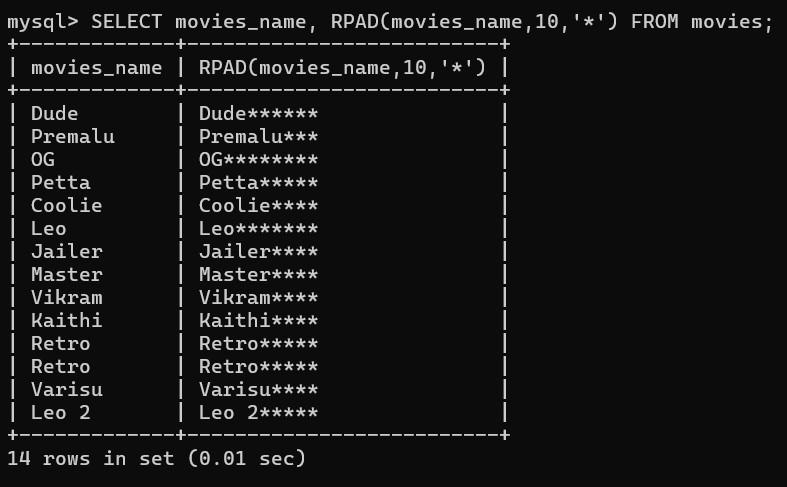 mysql> SELECT movies_name, RPAD(movies_name,10,'*') FROM movies;
+-------------+--------------------------+
| movies_name | RPAD(movies_name,10,'*') |
+-------------+--------------------------+
| Dude        | Dude******               |
| Premalu     | Premalu***               |
| OG          | OG********               |
| Petta       | Petta*****               |
| Coolie      | Coolie****               |
| Leo         | Leo*******               |
| Jailer      | Jailer****               |
| Master      | Master****               |
| Vikram      | Vikram****               |
| Kaithi      | Kaithi****               |
| Retro       | Retro*****               |
| Retro       | Retro*****               |
| Varisu      | Varisu****               |
| Leo 2       | Leo 2*****               |
+-------------+--------------------------+
14 rows in set (0.01 sec)